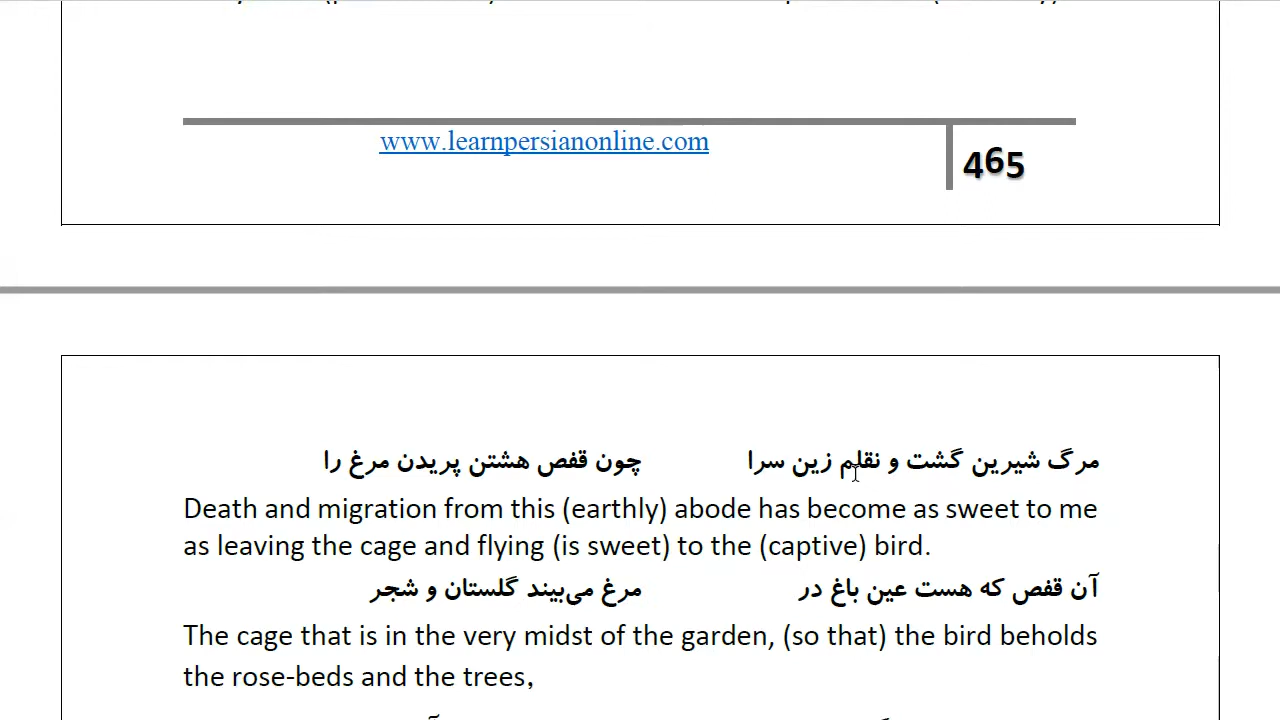 www.learnpersianonline.com
465
مرگ شیرین گشت و نقلم زین سرا چون قفص هشتن پریدن مرغ را
Death and migration from this (earthly) abode has become as sweet to me
as leaving the cage and flying (is sweet) to the (captive) bird.
آن قفص که هست عین باغ در مرغ می‌بیند گلستان و شجر
The cage that is in the very midst of the garden, (so that) the bird beholds
the rose-beds and the trees,